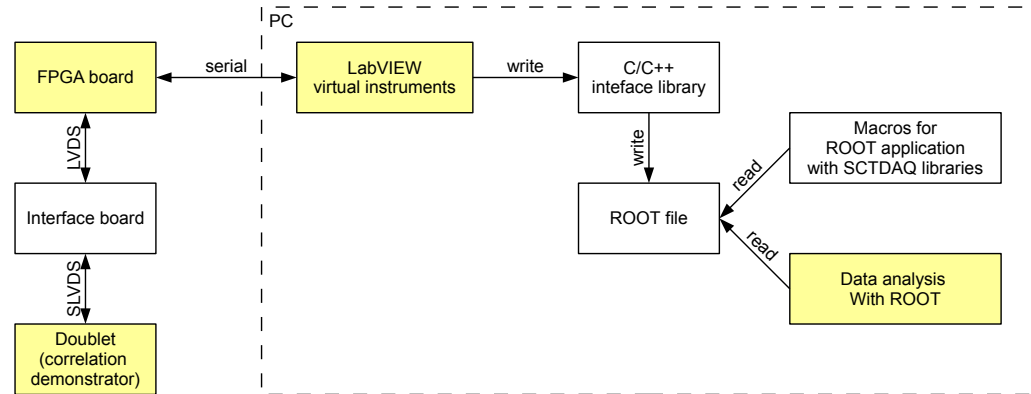 PC
FPGA board
serial
LabVIEW
virtual instruments
write
C/C++
inteface library
LVDS
write
Macros for
ROOT application
with SCTDAQ libraries
read
Interface board
ROOT file
read
SLVDS
Data analysis
With ROOT
Doublet
(correlation
demonstrator)